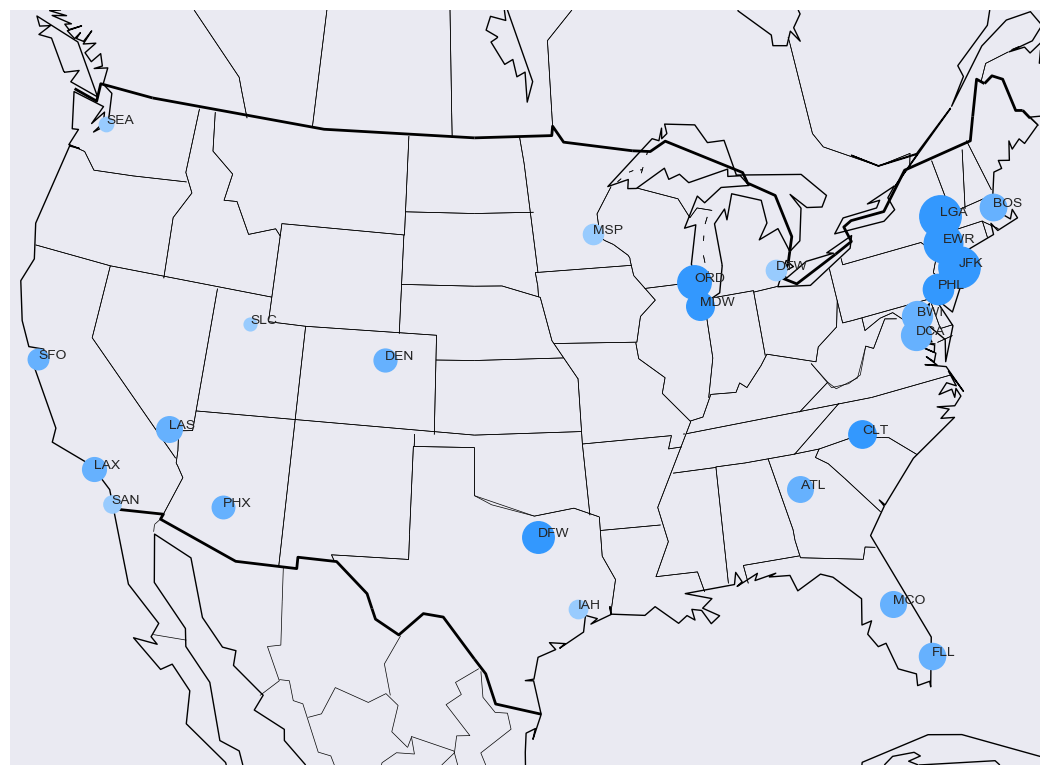 SEA
BOS
LGA
MSP
EWR
JFK
DFW
ORD
PHL
MDW
BWI
SLC
DCA
SFO
DEN
LAS
CLT
LAX
ATL
SAN
PHX
DFW
MCO
IAH
FLL